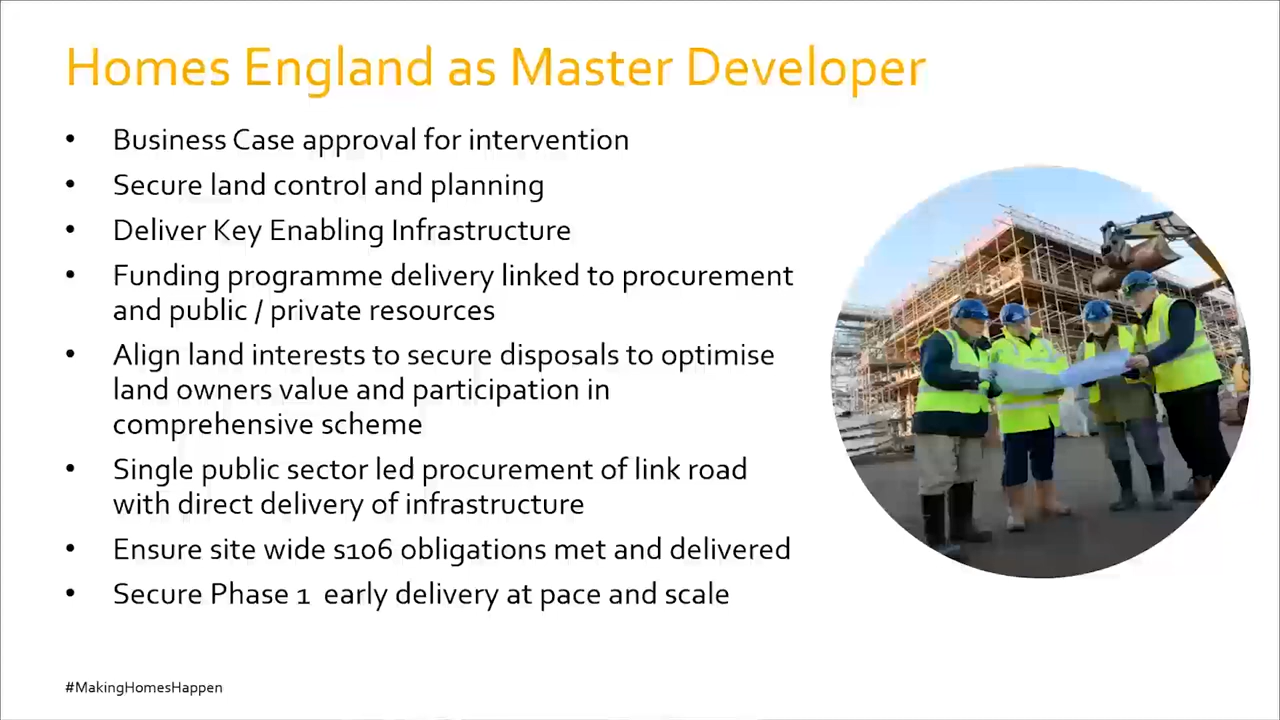 Homes England as Master Developer
• Business Case approval for intervention
• Secure land control and planning
• Deliver Key Enabling Infrastructure
• Funding programme delivery linked to procurement
and public / private resources
• Align land interests to secure disposals to optimise
land owners value and participation in
comprehensive scheme
• Single public sector led procurement of link road
with direct delivery of infrastructure
• Ensure site wide s106 obligations met and delivered
• Secure Phase 1 early delivery at pace and scale
#MakingHomesHappen